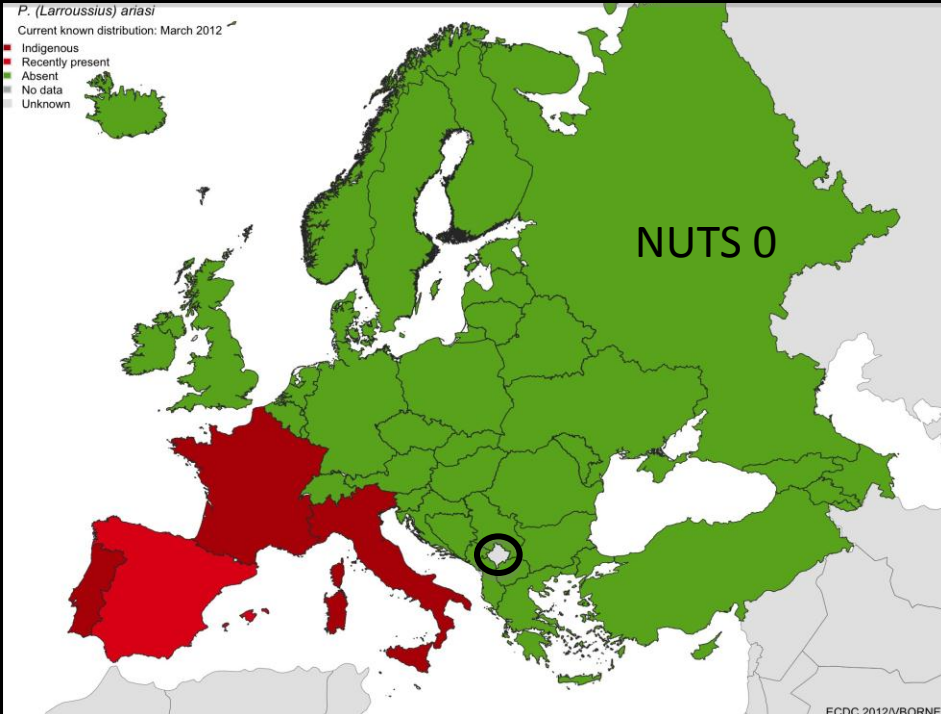 P. (Larroussius) ariasi
Current known distribution: March 2012
Indigenous
Recently present
Absent
No data
Unknown
NUTS 0
ECDC 2012/VBORNE